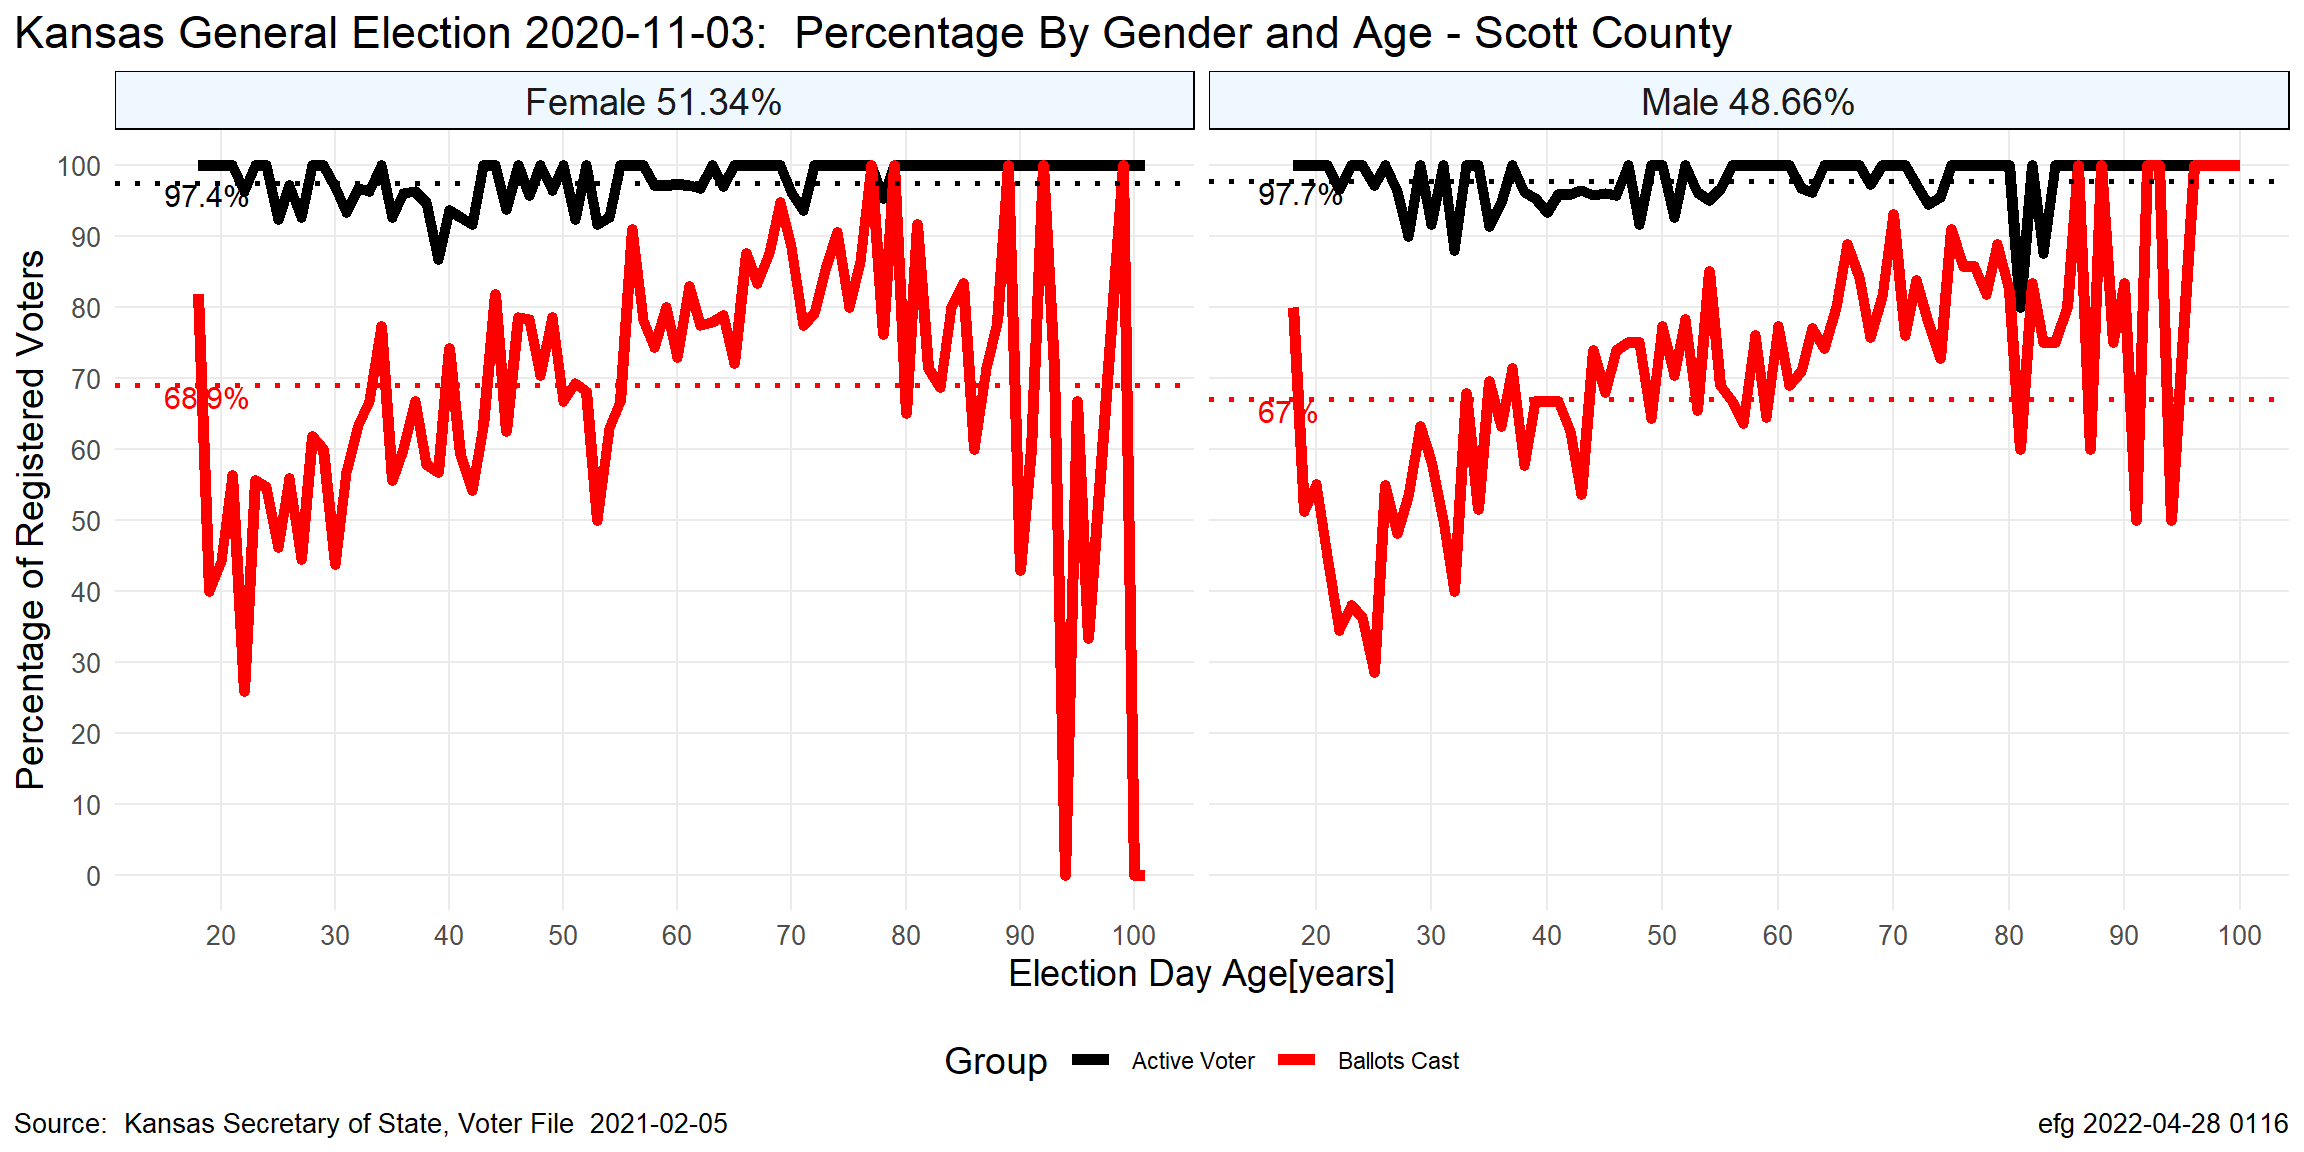 Kansas General Election 2020-11-03:  Percentage By Gender and Age - Scott County
Female 51.34%
Male 48.66%
Percentage of Registered Voters
100
90
80
70
60
50
40
30
20
10
0
97.4%
68.9%
97.7%
67%
20 30 40 50 60 70 80 90 100
20 30 40 50 60 70 80 90 100
Election Day Age[years]
Group Active Voter Ballots Cast
Source:  Kansas Secretary of State, Voter File  2021-02-05
efg 2022-04-28 0116